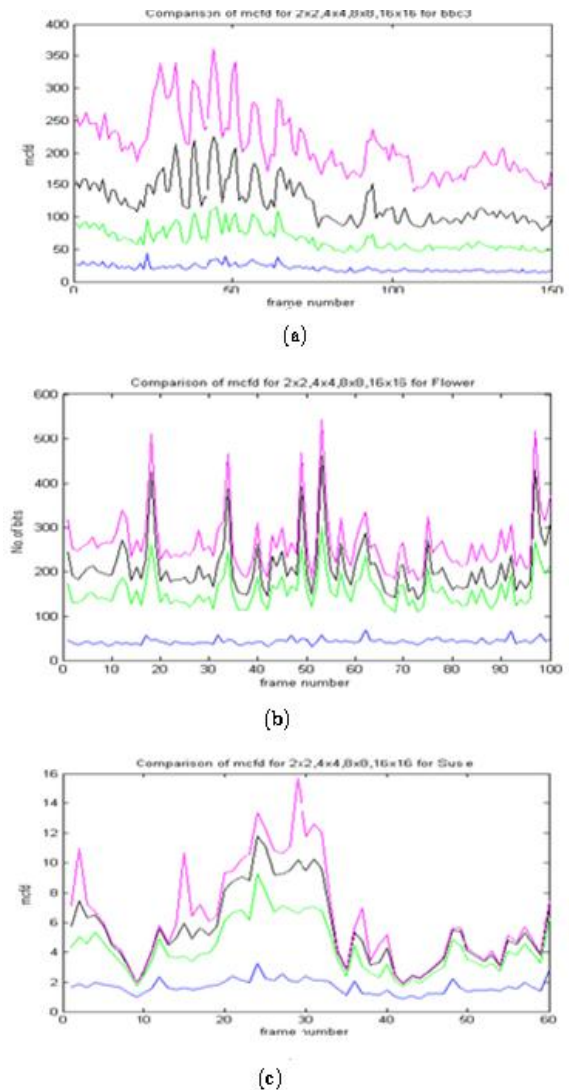 Comparison of mcfd for 2x2,4x4,8x8,16x16 for bbc3
400
350
300
250
200
150
100
50
0
mcfd
0 50 100 150
frame number
(a)
Comparison of mcfd for 2x2,4x4,8x8,16x16 for Flower
600
500
400
300
200
100
0
No of bits
0 10 20 30 40 50 60 70 80 90 100
frame number
(b)
Comparison of mcfd for 2x2,4x4,8x8,16x16 for Susie
16
14
12
10
8
6
4
2
0
mcfd
0 10 20 30 40 50 60
frame number
(c)